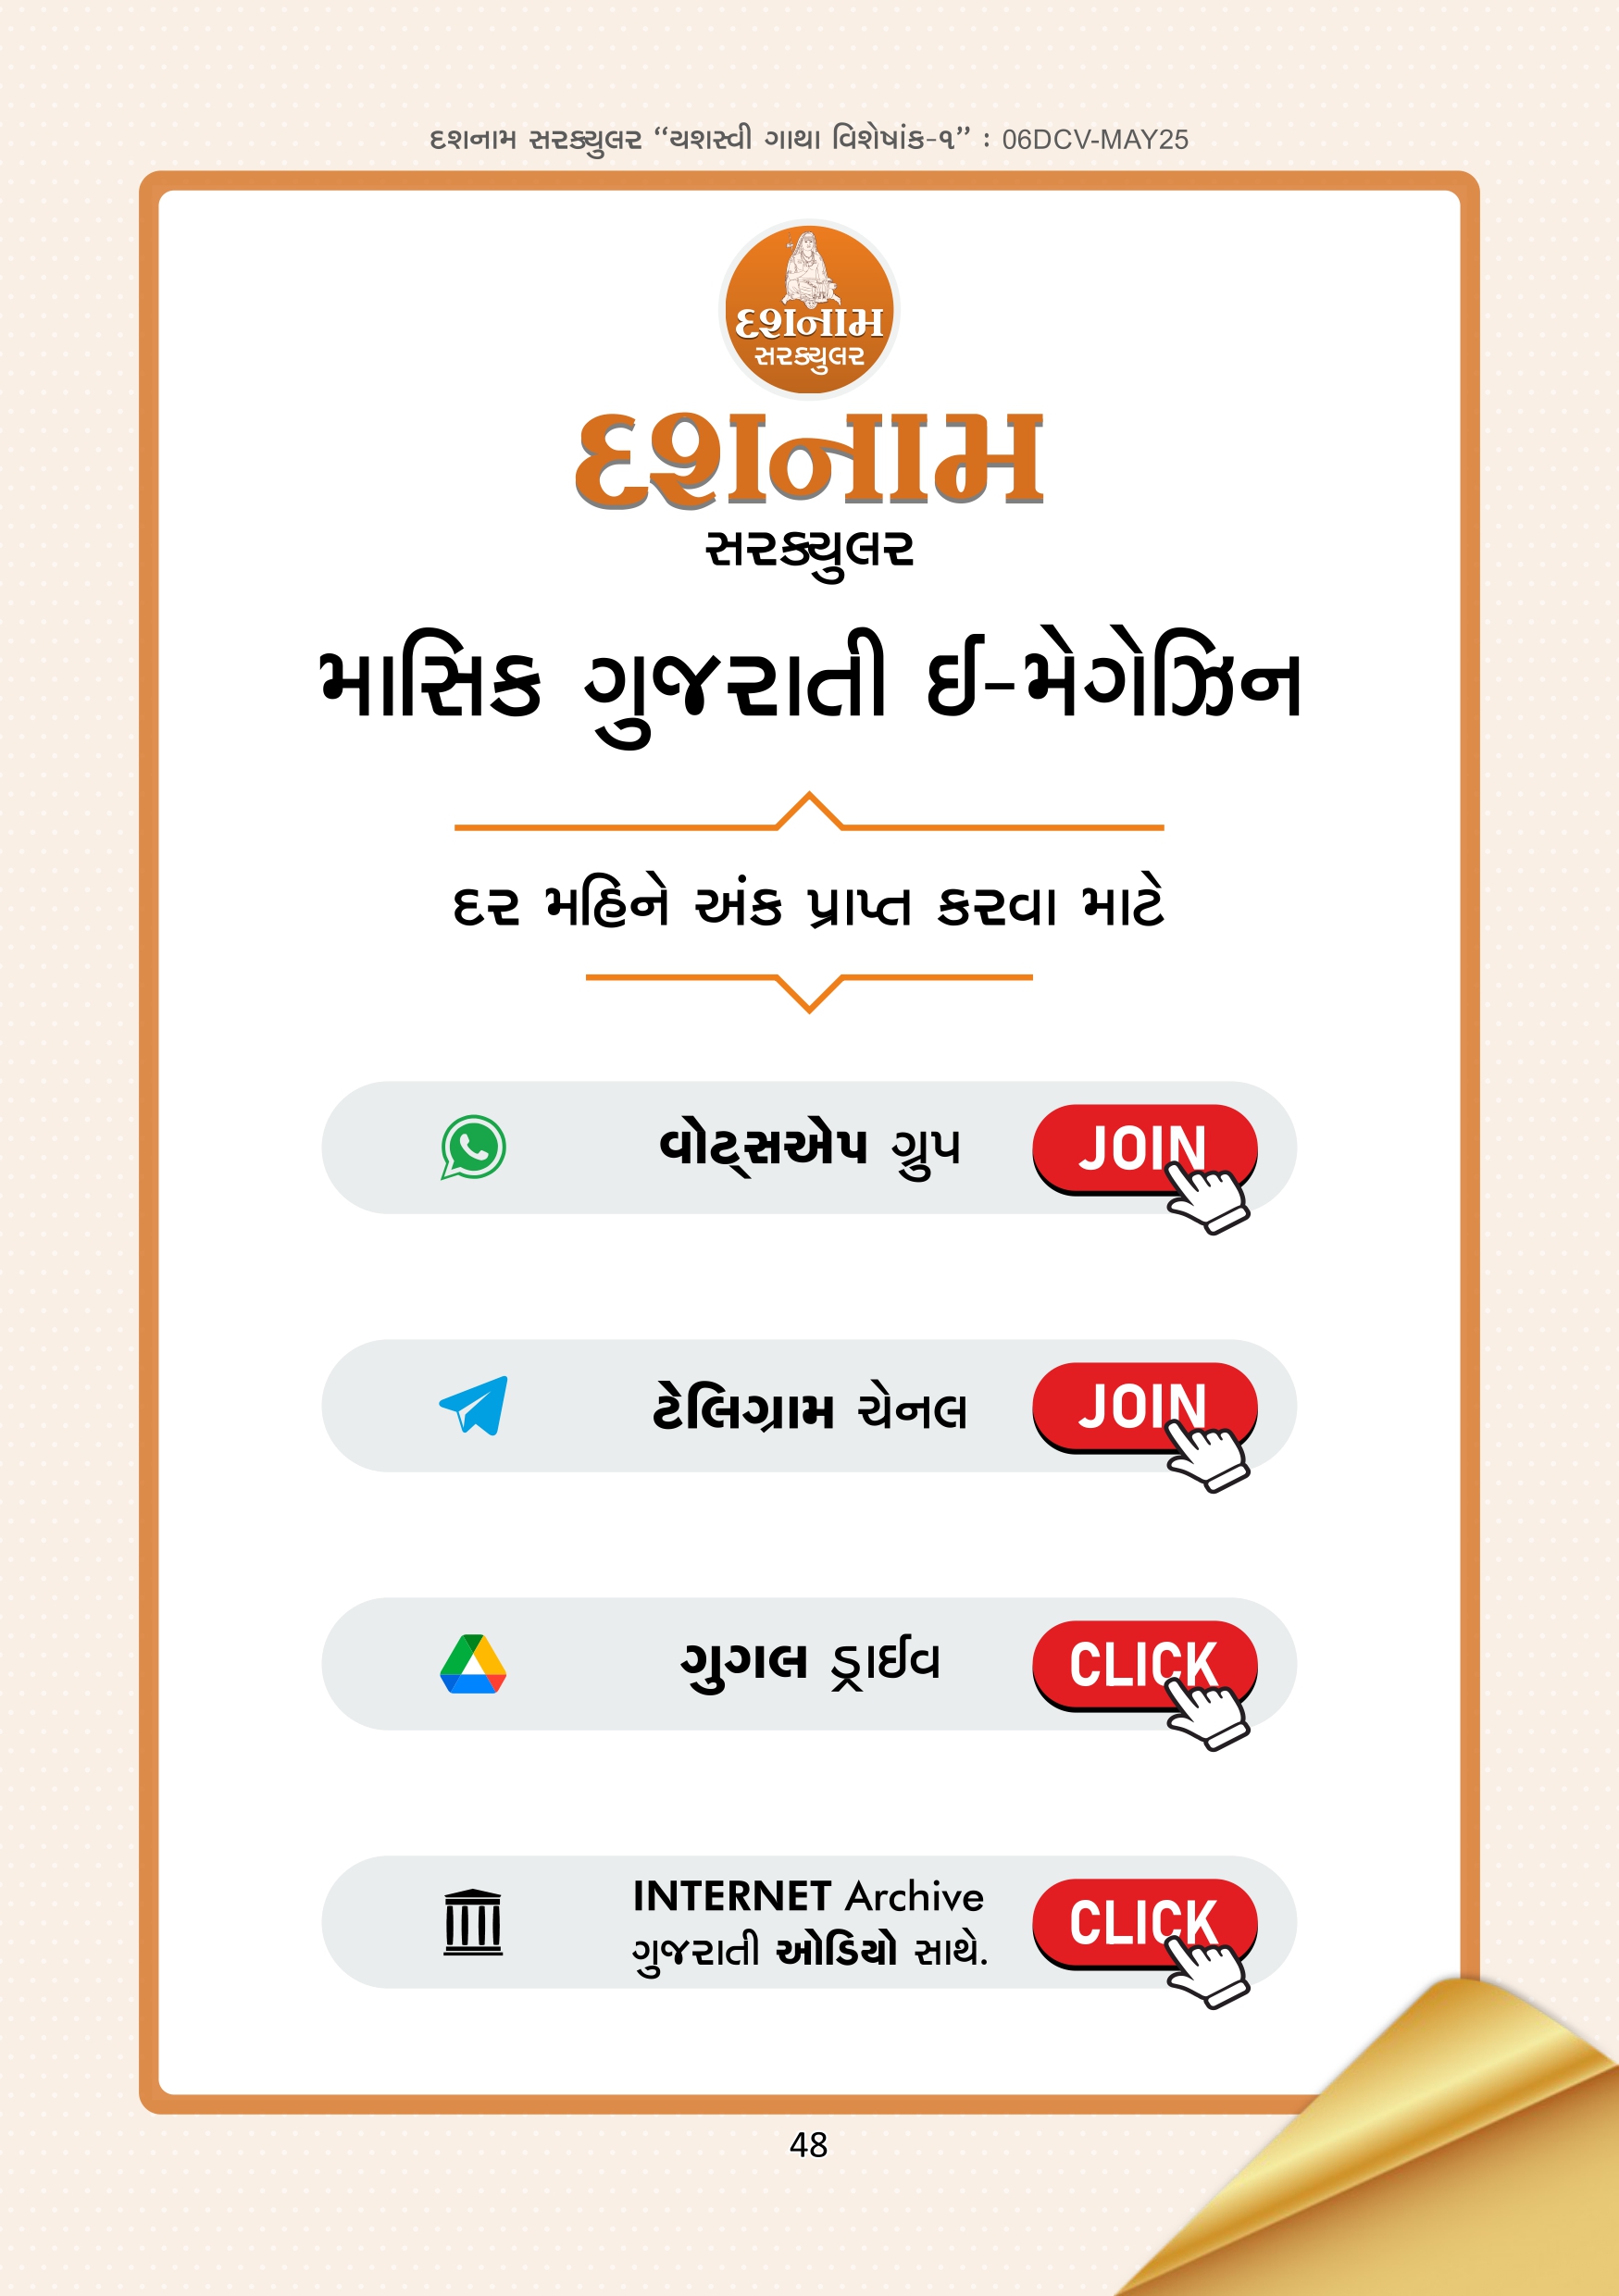 દશનામ સરક્યુલર “યશસ્વી ગાથા વિશેષાંક-૧” : 06DCV-MAY25
દશનામ
સરક્યુલર
દશનામ
સરક્યુલર
માસિક ગુજરાતી ઈ-મેગેઝિન
દર મહિને અંક પ્રાપ્ત કરવા માટે
વોટ્સએપ ગ્રુપ JOIN
ટેલિગ્રામ ચેનલ JOIN
ગુગલ ડ્રાઈવ CLICK
INTERNET Archive
ગુજરાતી ઓડિયો સાથે.
CLICK
48